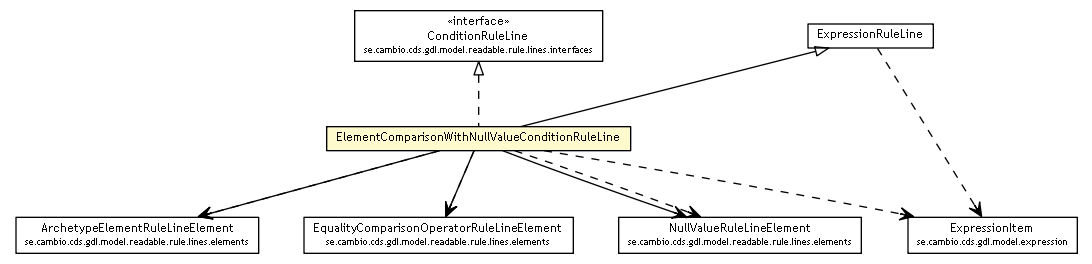 «interface»
ConditionRuleLine
se.cambio.cds.gdl.model.readable.rule.lines.interfaces
ExpressionRuleLine
ElementComparisonWithNullValueConditionRuleLine
ArchetypeElementRuleLineElement
se.cambio.cds.gdl.model.readable.rule.lines.elements
EqualityComparisonOperatorRuleLineElement
se.cambio.cds.gdl.model.readable.rule.lines.elements
NullValueRuleLineElement
se.cambio.cds.gdl.model.readable.rule.lines.elements
ExpressionItem
se.cambio.cds.gdl.model.expression